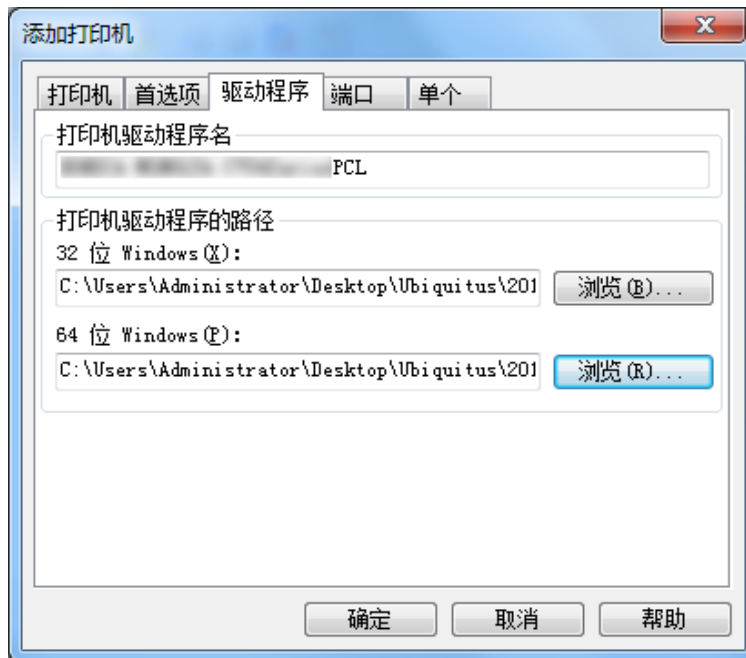 添加打印机
打印机 首选项 驱动程序 端口 单个
打印机驱动程序名
PCL
打印机驱动程序的路径
32 位 Windows(X):
C:\Users\Administrator\Desktop\Ubiquitus\201 浏览(B)...
64 位 Windows(P):
C:\Users\Administrator\Desktop\Ubiquitus\201 浏览(R)...
确定 取消 帮助